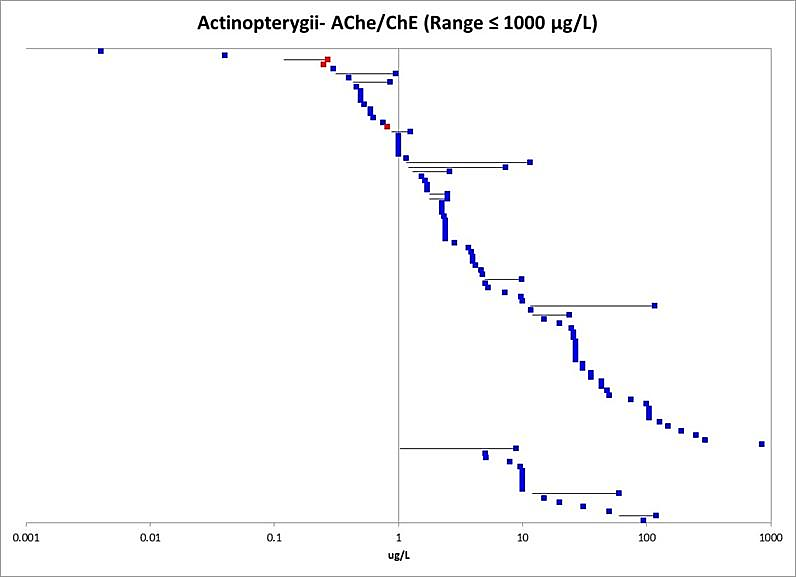 Actinopterygii- AChe/ChE (Range ≤ 1000 µg/L)
0.001 0.01 0.1 1 10 100 1000
ug/L